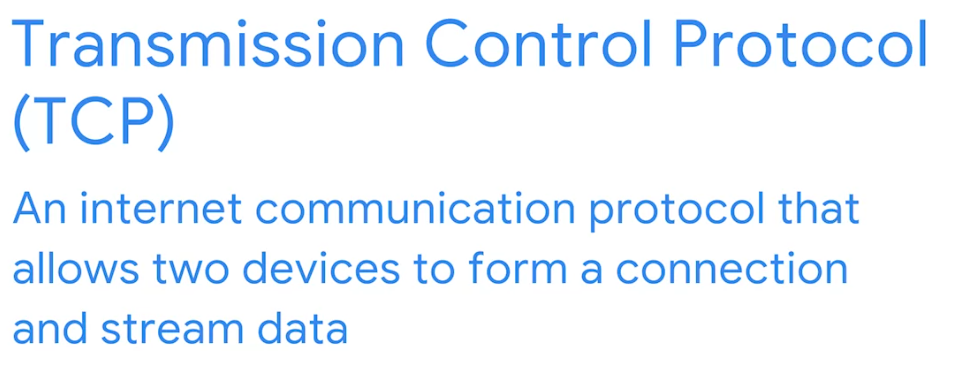 Transmission Control Protocol
(TCP)
An internet communication protocol that
allows two devices to form a connection
and stream data